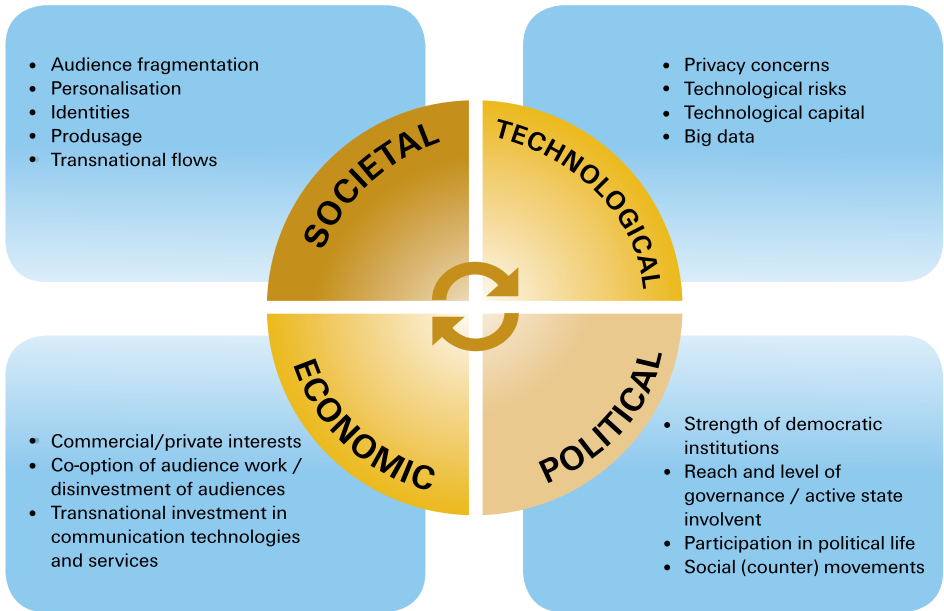 • Audience fragmentation
• Personalisation
• Identities
• Produsage
• Transnational flows
SOCIETAL
• Privacy concerns
• Technological risks
• Technological capital
• Big data
TECHNOLOGICAL
• Commercial/private interests
• Co-option of audience work /
disinvestment of audiences
• Transnational investment in
communication technologies
and services
ECONOMIC
• Strength of democratic
institutions
• Reach and level of
governance / active state
involvent
• Participation in political life
• Social (counter) movements
POLITICAL